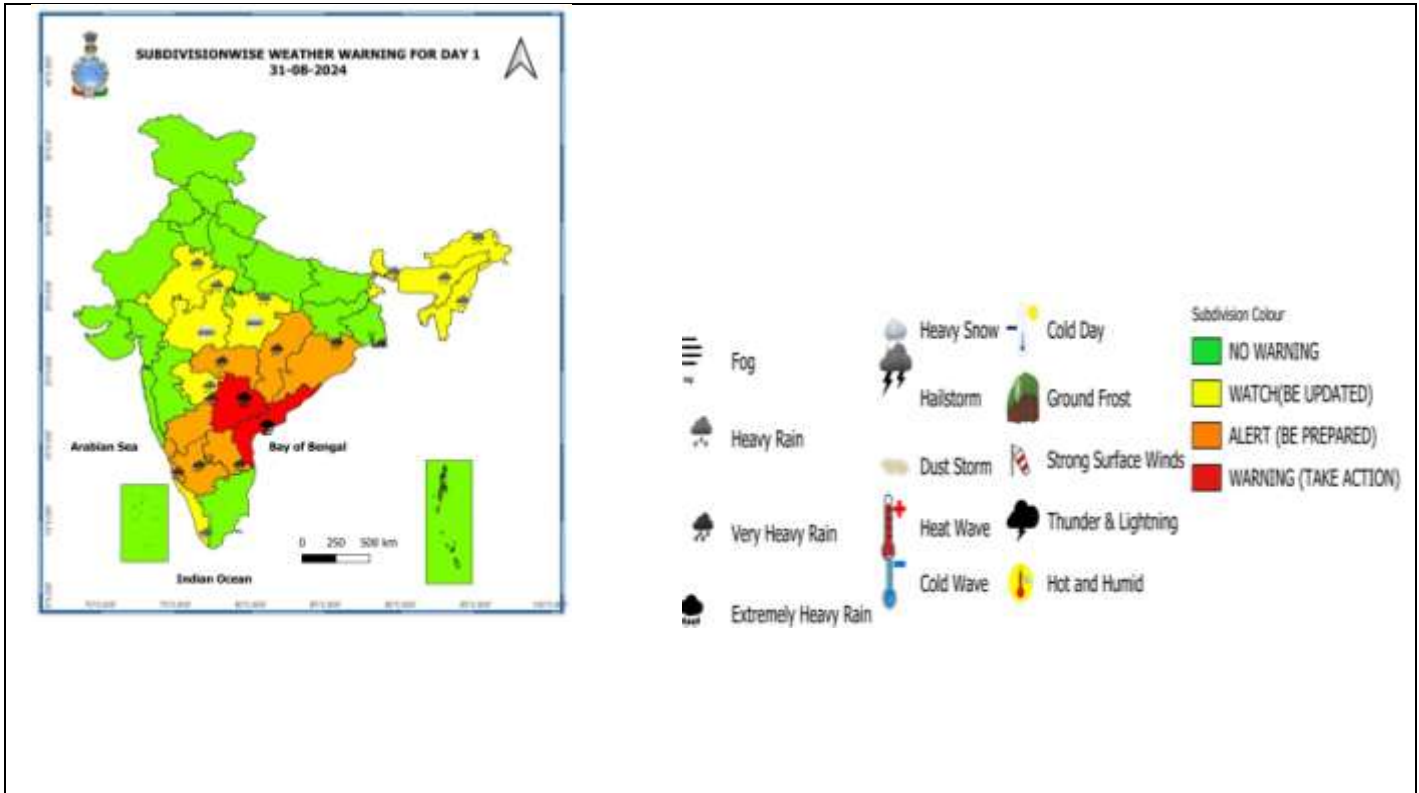 SUBDIVISIONWISE WEATHER WARNING FOR DAY 1
31-08-2024
Arabian Sea
Bay of Bengal
0 250 500 km
Indian Ocean
Fog
Heavy Rain
Very Heavy Rain
Extremely Heavy Rain
Heavy Snow
Hailstorm
Dust Storm
Heat Wave
Cold Wave
Cold Day
Ground Frost
Strong Surface Winds
Thunder & Lightning
Hot and Humid
Subdivision Colour
NO WARNING
WATCH(BE UPDATED)
ALERT (BE PREPARED)
WARNING (TAKE ACTION)